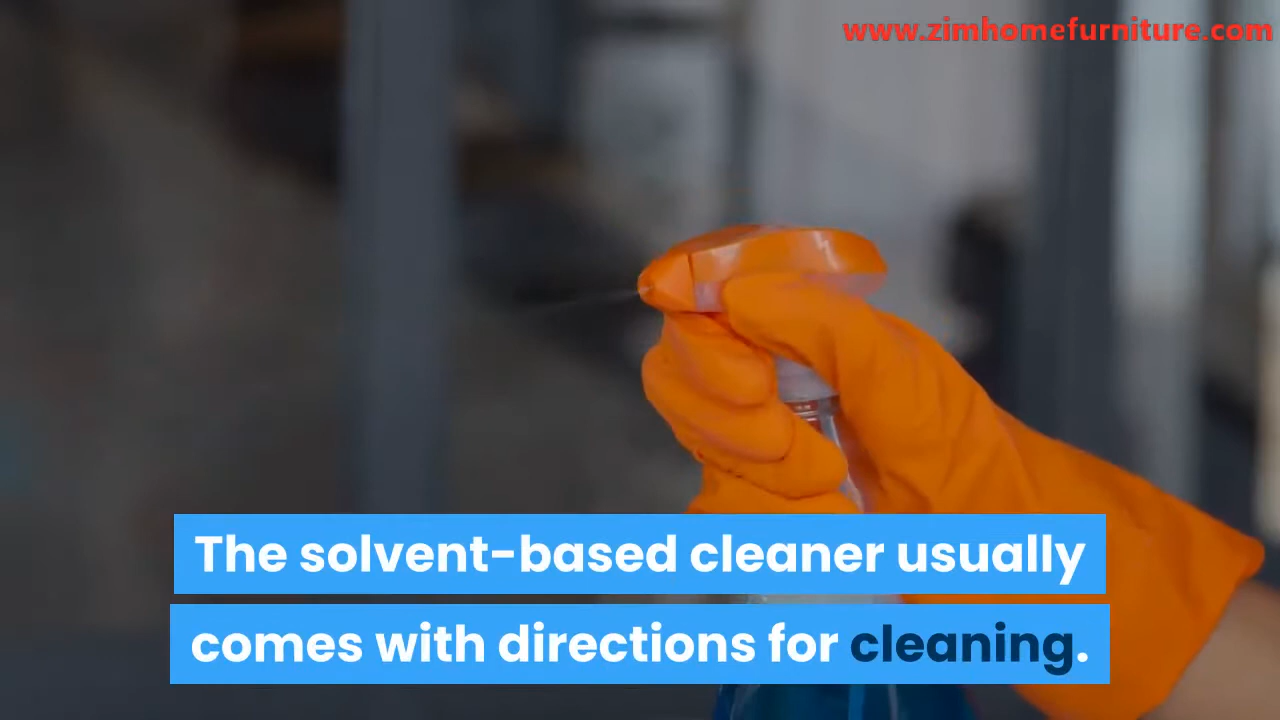 www.zimhomefurniture.com
The solvent-based cleaner usually
comes with directions for cleaning.